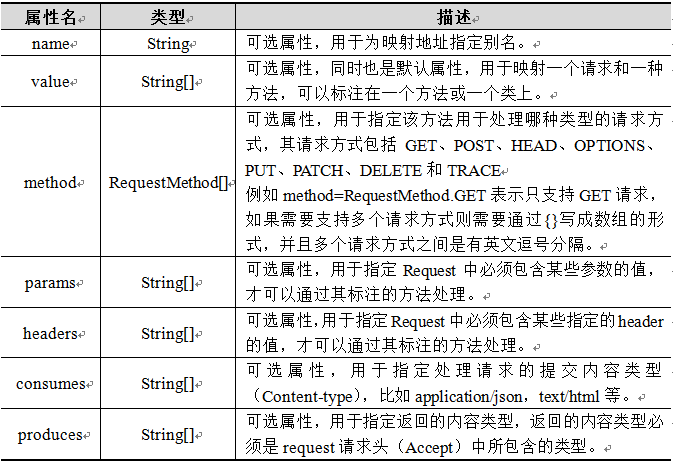 属性名 类型 描述
name String 可选属性，用于为映射地址指定别名。
value String[] 可选属性，同时也是默认属性，用于映射一个请求和一种
方法，可以标注在一个方法或一个类上。
method RequestMethod[] 可选属性，用于指定该方法用于处理哪种类型的请求方
式，其请求方式包括 GET、POST、HEAD、OPTIONS、
PUT、PATCH、DELETE 和 TRACE
例如 method=RequestMethod.GET 表示只支持 GET 请求，
如果需要支持多个请求方式则需要通过{}写成数组的形
式，并且多个请求方式之间是有英文逗号分隔。
params String[] 可选属性，用于指定 Request 中必须包含某些参数的值，
才可以通过其标注的方法处理。
headers String[] 可选属性，用于指定 Request 中必须包含某些指定的 header
的值，才可以通过其标注的方法处理。
consumes String[] 可选属性，用于指定处理请求的提交内容类型
（Content-type），比如 application/json，text/html 等。
produces String[] 可选属性，用于指定返回的内容类型，返回的内容类型必
须是 request 请求头（Accept）中所包含的类型。